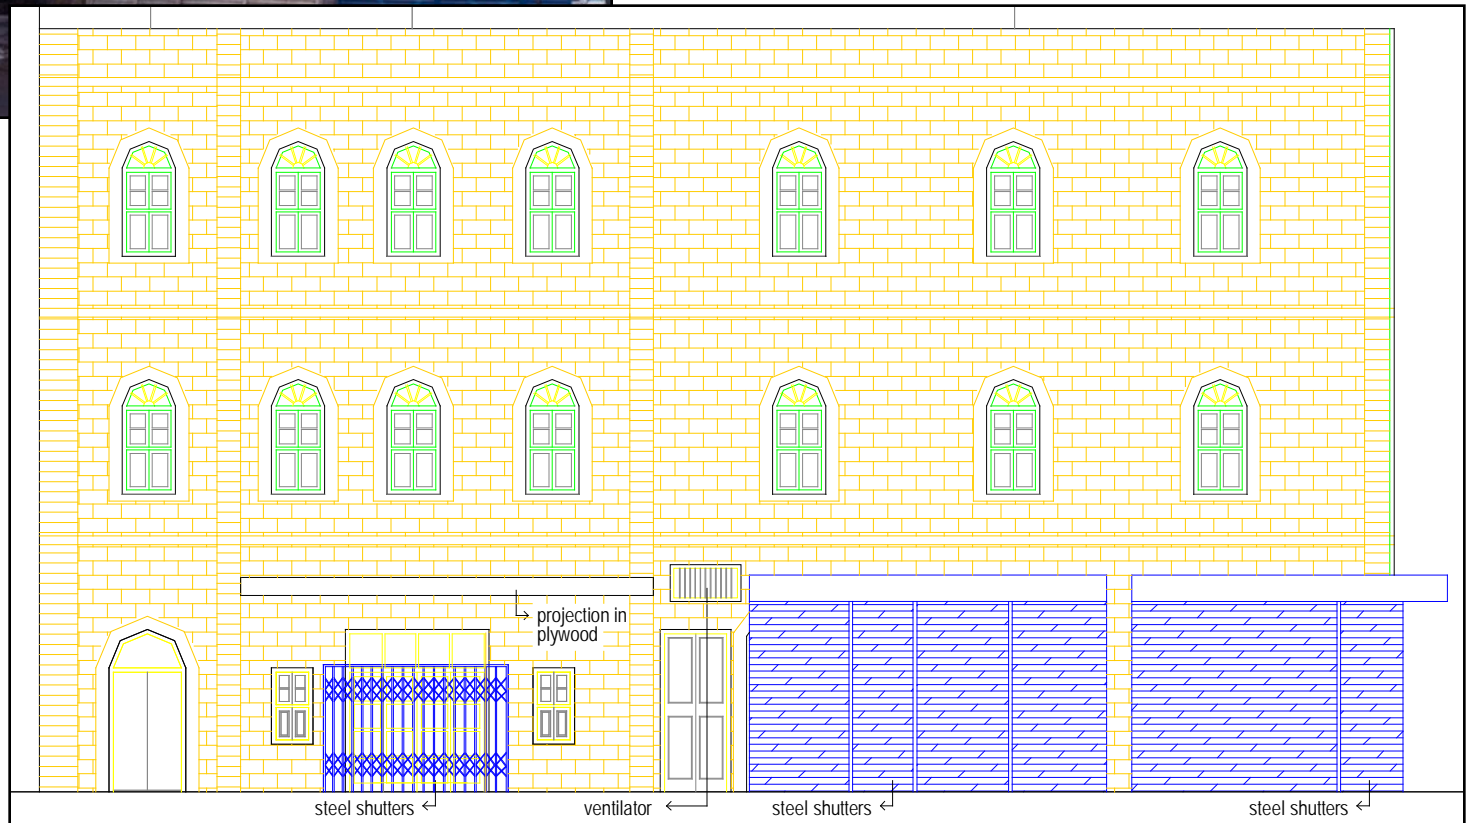 projection in
plywood
steel shutters
ventilator
steel shutters
steel shutters